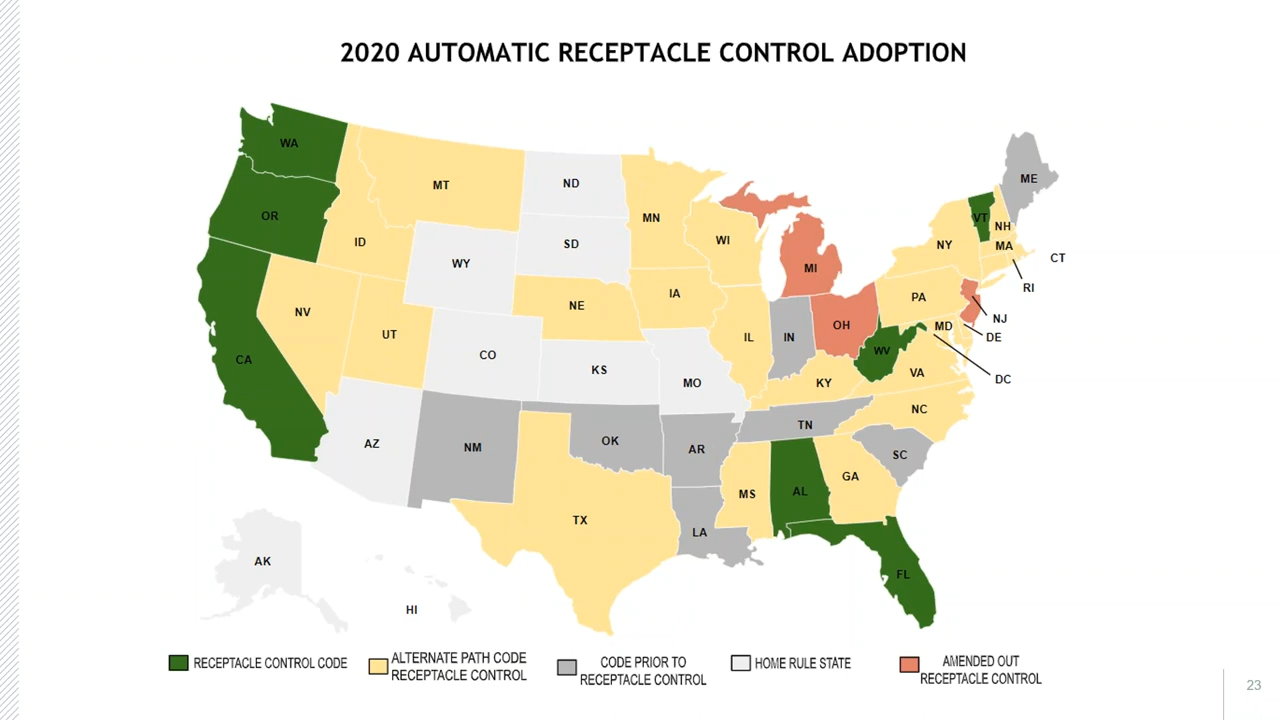 2020 AUTOMATIC RECEPTACLE CONTROL ADOPTION
WA
OR
CA
ID
NV
MT
WY
UT
AZ
CO
NM
ND
SD
NE
KS
OK
TX
MN
IA
MO
AR
LA
WI
IL
MI
IN
OH
KY
TN
MS
AL
GA
FL
SC
NC
VA
WV
PA
NY
VT
NH
MA
ME
CT
RI
NJ
DE
MD
DC
AK
HI
RECEPTACLE CONTROL CODE
ALTERNATE PATH CODE
RECEPTACLE CONTROL
CODE PRIOR TO
RECEPTACLE CONTROL
HOME RULE STATE
AMENDED OUT
RECEPTACLE CONTROL
23